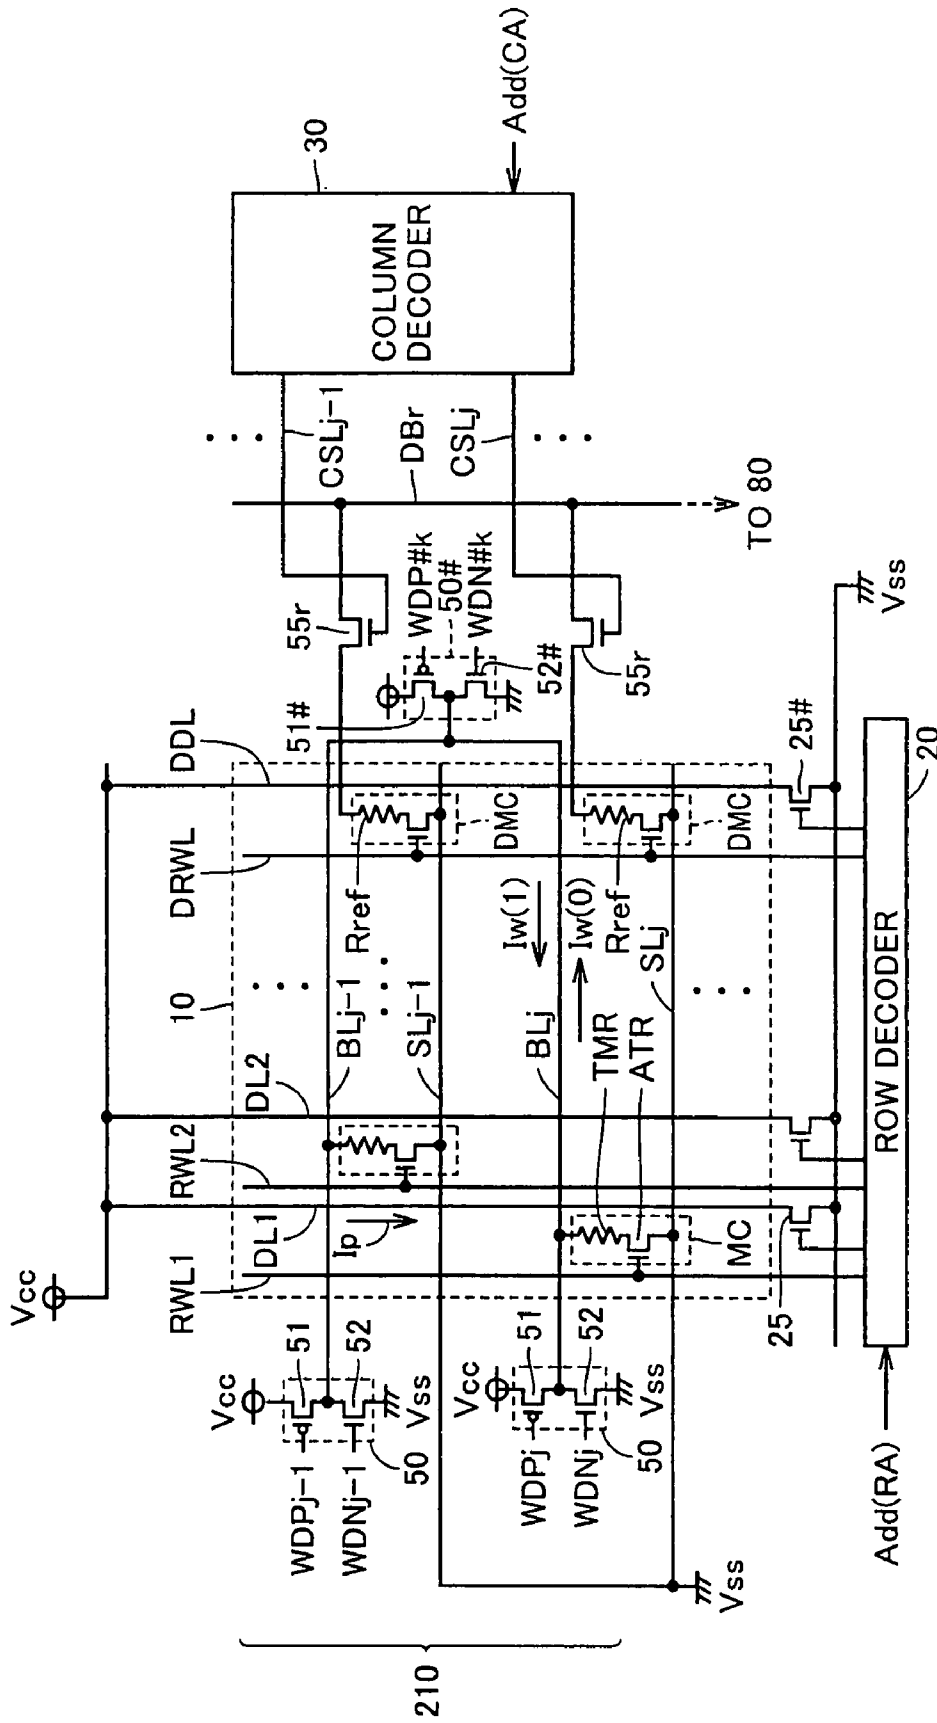 Vcc
RWL1
DL1
RWL2
DL2
10
DRWL
DDL
Ip
BLj-1
SLj-1
Rref
DMC
51#
55r
WDP#k
50#
WDN#k
52#
CSLj-1
DBr
CSLj
COLUMN
DECODER
30
Add(CA)
TO 80
Vcc
51
52
WDPj-1
WDNj-1
50
Vss
Vcc
51
52
WDPj
WDNj
50
Vss
BLj
TMR
ATR
MC
Iw(1)
Iw(0)
Rref
SLj
DMC
55r
25
25#
Vss
Vss
ROW DECODER
20
Add(RA)
210